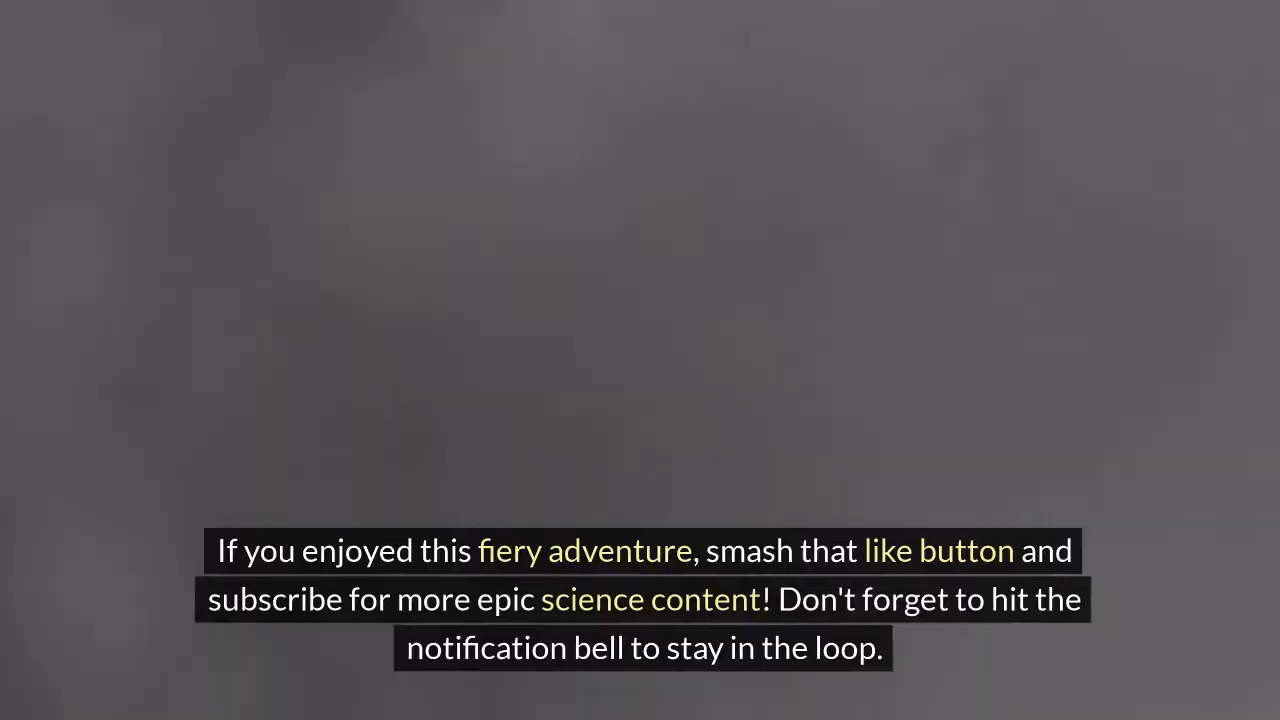 If you enjoyed this fiery adventure, smash that like button and
subscribe for more epic science content! Don't forget to hit the
notification bell to stay in the loop.